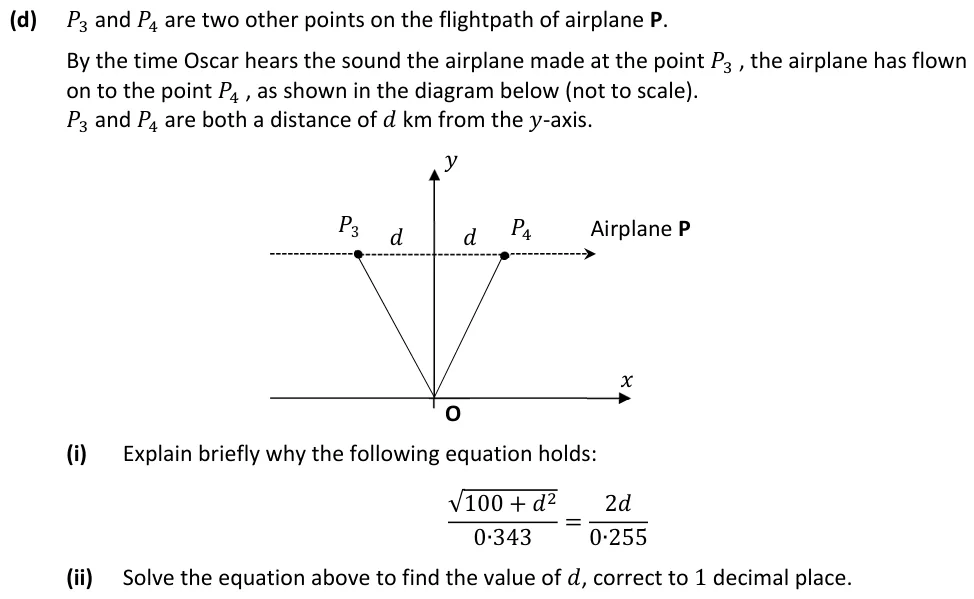 (d) P₃ and P₄ are two other points on the flightpath of airplane P.
By the time Oscar hears the sound the airplane made at the point P₃ , the airplane has flown
on to the point P₄ , as shown in the diagram below (not to scale).
P₃ and P₄ are both a distance of d km from the y-axis.
y
P₃ d d P₄ Airplane P
x
O
(i) Explain briefly why the following equation holds:
√(100 + d²)/0·343 = 2d/0·255
(ii) Solve the equation above to find the value of d, correct to 1 decimal place.